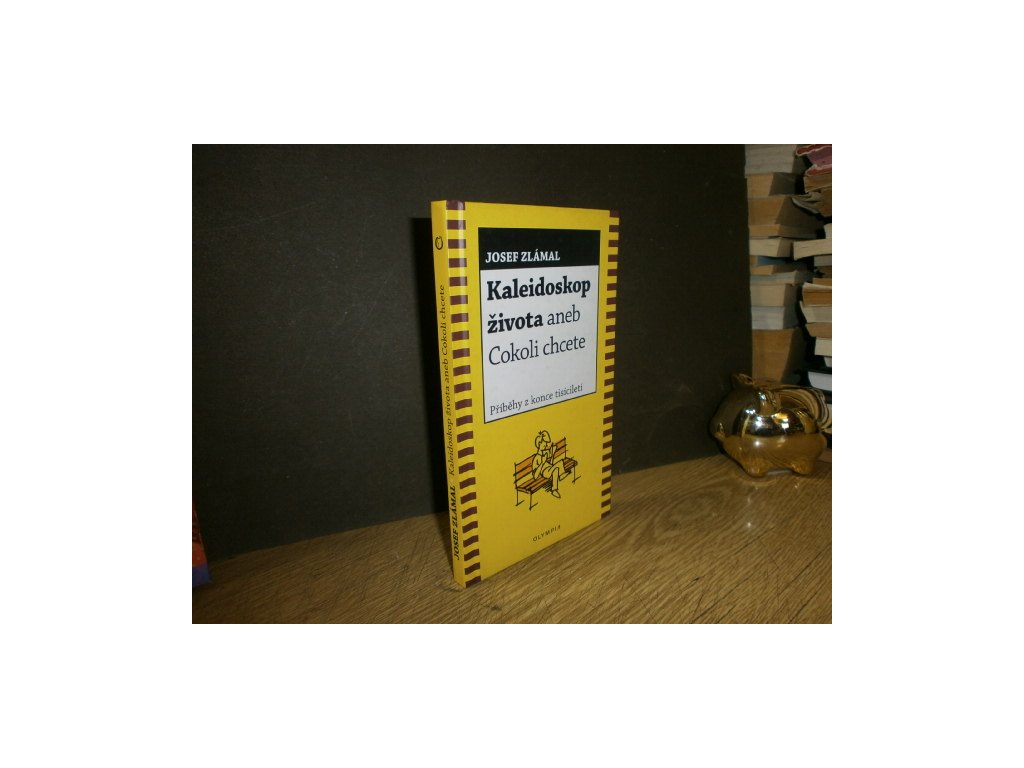 JOSEF ZLÁMAL
Kaleidoskop
života aneb
Cokoli chcete
Příběhy z konce tisíciletí
OLYMPIA
JOSEF ZLÁMAL Kaleidoskop života aneb Cokoli chcete